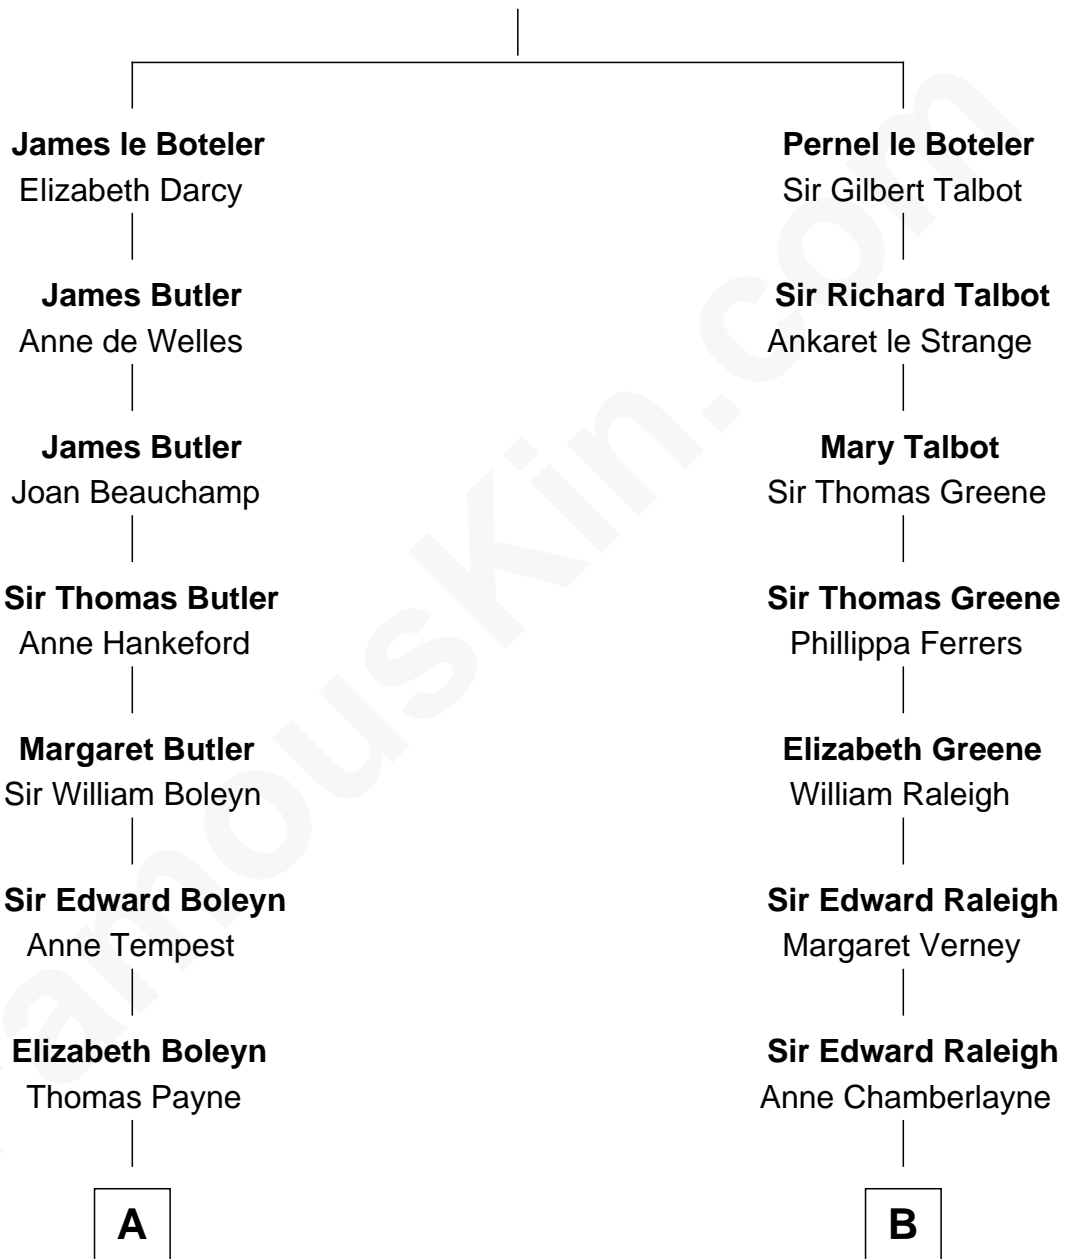 James le Boteler
Elizabeth Darcy
James Butler
Anne de Welles
James Butler
Joan Beauchamp
Sir Thomas Butler
Anne Hankeford
Margaret Butler
Sir William Boleyn
Sir Edward Boleyn
Anne Tempest
Elizabeth Boleyn
Thomas Payne
A
Pernel le Boteler
Sir Gilbert Talbot
Sir Richard Talbot
Ankaret le Strange
Mary Talbot
Sir Thomas Greene
Sir Thomas Greene
Phillippa Ferrers
Elizabeth Greene
William Raleigh
Sir Edward Raleigh
Margaret Verney
Sir Edward Raleigh
Anne Chamberlayne
B
FamousKin.com